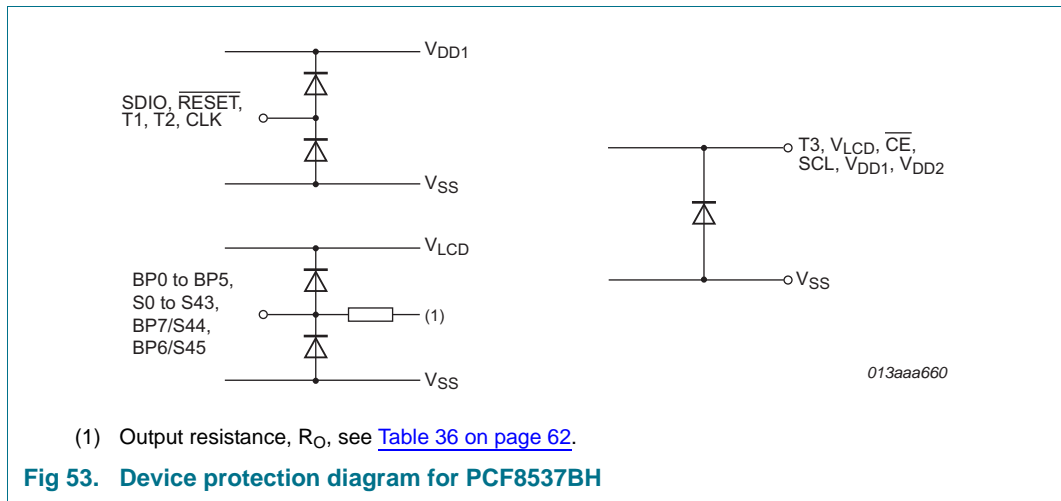 VDD1
SDIO, RESET,
T1, T2, CLK
VSS
VLCD
BP0 to BP5,
S0 to S43,
BP7/S44,
BP6/S45
(1)
VSS
T3, VLCD, CE,
SCL, VDD1, VDD2
VSS
013aaa660
(1) Output resistance, RO, see Table 36 on page 62.
Fig 53. Device protection diagram for PCF8537BH